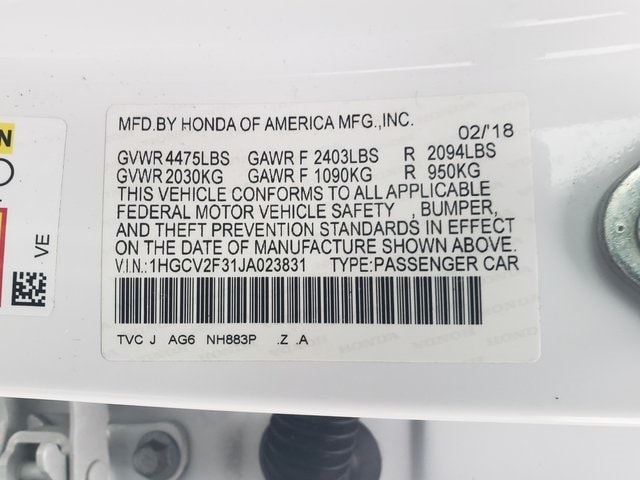 MFD.BY HONDA OF AMERICA MFG.,INC. 02/'18
GVWR 4475LBS GAWR F 2403LBS R 2094LBS
GVWR 2030KG GAWR F 1090KG R 950KG
THIS VEHICLE CONFORMS TO ALL APPLICABLE
FEDERAL MOTOR VEHICLE SAFETY , BUMPER,
AND THEFT PREVENTION STANDARDS IN EFFECT
ON THE DATE OF MANUFACTURE SHOWN ABOVE.
V.I.N.: 1HGCV2F31JA023831 TYPE:PASSENGER CAR
TVC J AG6 NH883P .Z .A
VE